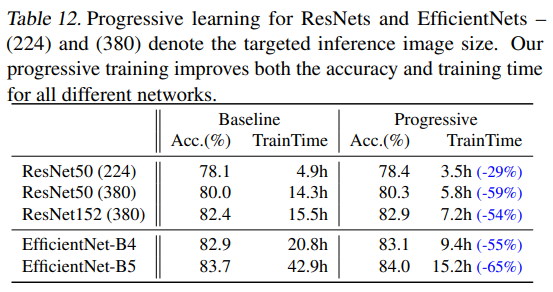 Table 12. Progressive learning for ResNets and EfficientNets –
(224) and (380) denote the targeted inference image size. Our
progressive training improves both the accuracy and training time
for all different networks.
Baseline Progressive
Acc.(%) TrainTime Acc.(%) TrainTime
ResNet50 (224) 78.1 4.9h 78.4 3.5h (-29%)
ResNet50 (380) 80.0 14.3h 80.3 5.8h (-59%)
ResNet152 (380) 82.4 15.5h 82.9 7.2h (-54%)
EfficientNet-B4 82.9 20.8h 83.1 9.4h (-55%)
EfficientNet-B5 83.7 42.9h 84.0 15.2h (-65%)